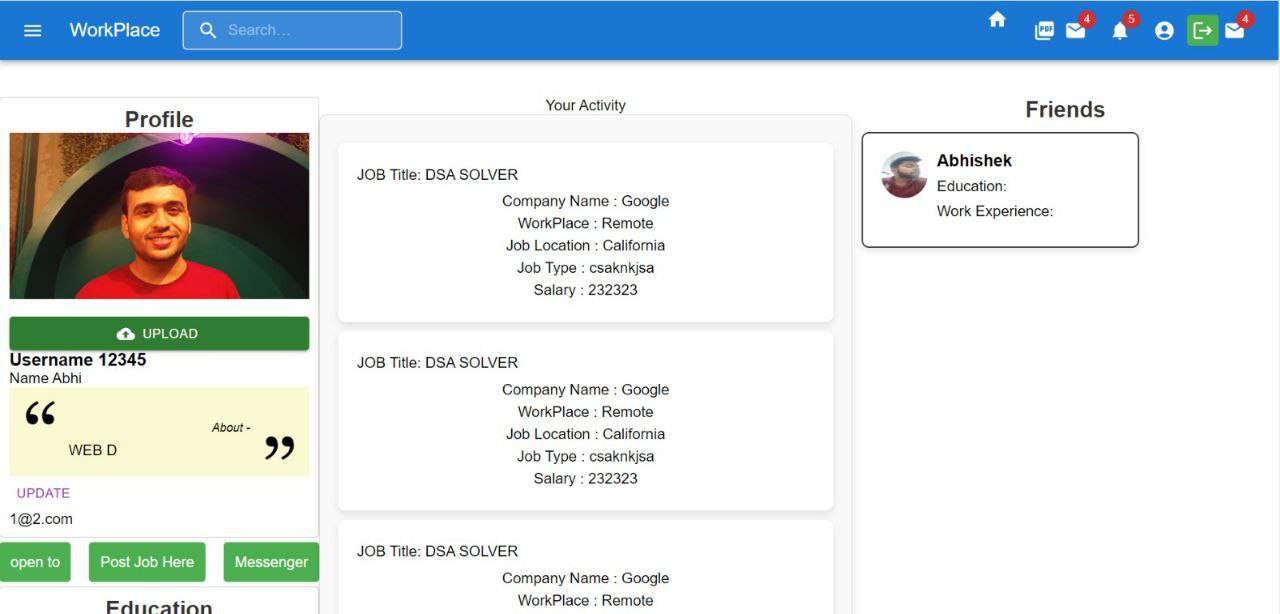 WorkPlace
Search...
PDF
4
5
4
Profile
UPLOAD
Username 12345
Name Abhi
“
About -
WEB D
”
UPDATE
1@2.com
open to
Post Job Here
Messenger
Education
Your Activity
JOB Title: DSA SOLVER
Company Name : Google
WorkPlace : Remote
Job Location : California
Job Type : csaknkjsa
Salary : 232323
JOB Title: DSA SOLVER
Company Name : Google
WorkPlace : Remote
Job Location : California
Job Type : csaknkjsa
Salary : 232323
JOB Title: DSA SOLVER
Company Name : Google
WorkPlace : Remote
Friends
Abhishek
Education:
Work Experience: